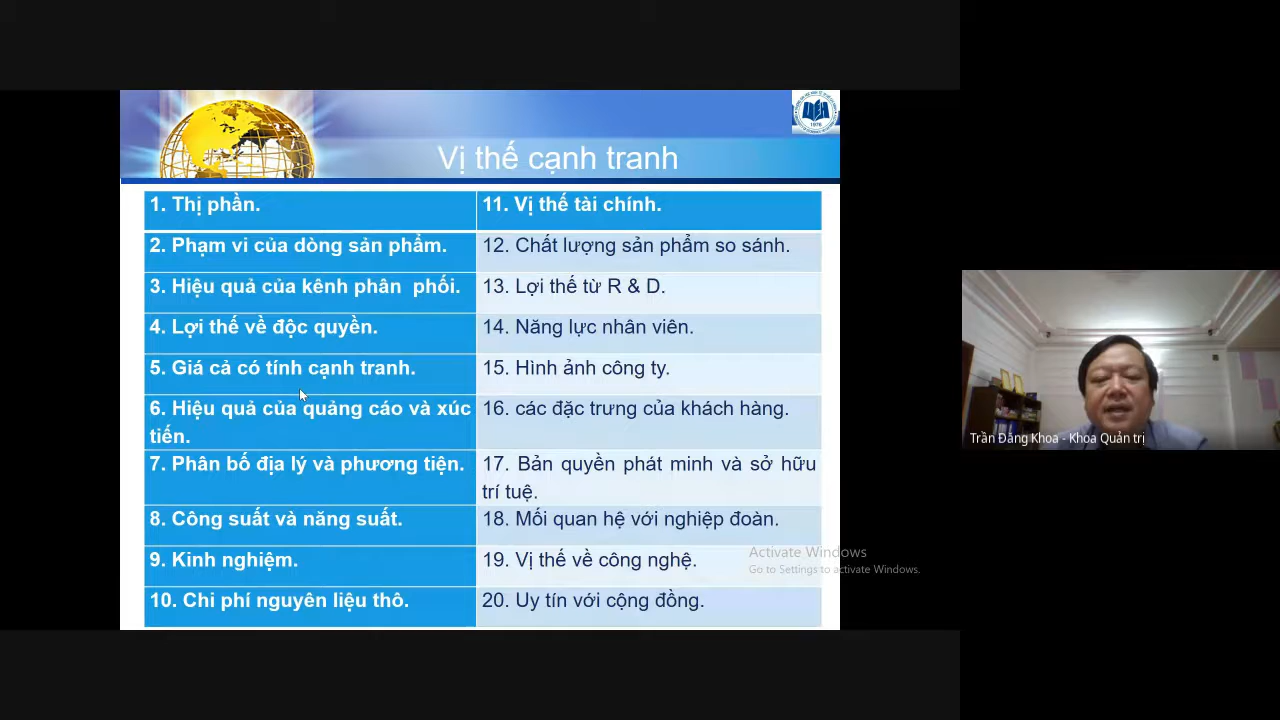 Vị thế cạnh tranh
1. Thị phần.
11. Vị thế tài chính.
2. Phạm vi của dòng sản phẩm.
12. Chất lượng sản phẩm so sánh.
3. Hiệu quả của kênh phân phối.
13. Lợi thế từ R & D.
4. Lợi thế về độc quyền.
14. Năng lực nhân viên.
5. Giá cả có tính cạnh tranh.
15. Hình ảnh công ty.
6. Hiệu quả của quảng cáo và xúc
tiến.
16. các đặc trưng của khách hàng.
7. Phân bố địa lý và phương tiện.
17. Bản quyền phát minh và sở hữu
trí tuệ.
8. Công suất và năng suất.
18. Mối quan hệ với nghiệp đoàn.
9. Kinh nghiệm.
19. Vị thế về công nghệ.
10. Chi phí nguyên liệu thô.
20. Uy tín với cộng đồng.
Activate Windows
Go to Settings to activate Windows.
Trần Đăng Khoa - Khoa Quản trị
1976